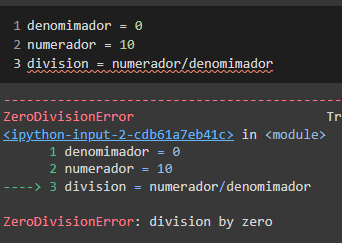 1 denomimador = 0
2 numerador = 10
3 division = numerador/denomimador
---------------------------------------------------------------------------
ZeroDivisionError Tr
<ipython-input-2-cdb61a7eb41c> in <module>
1 denomimador = 0
2 numerador = 10
----> 3 division = numerador/denomimador
ZeroDivisionError: division by zero